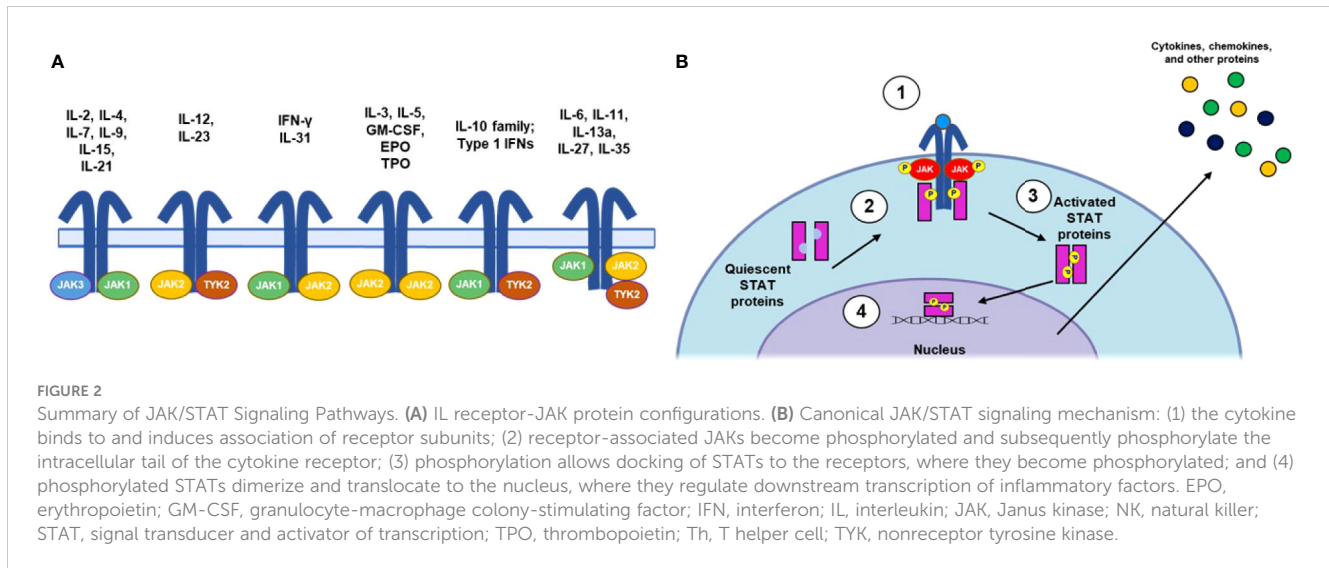 A
IL-2, IL-4,
IL-7, IL-9,
IL-15,
IL-21
IL-12,
IL-23
IFN-γ
IL-31
IL-3, IL-5,
GM-CSF,
EPO
TPO
IL-10 family;
Type 1 IFNs
IL-6, IL-11,
IL-13a,
IL-27, IL-35
JAK3
JAK1
JAK2
TYK2
JAK1
JAK2
JAK2
JAK2
JAK1
TYK2
JAK1
JAK2
TYK2
B
Cytokines, chemokines,
and other proteins
1
P
JAK
JAK
P
P
P
2
3
Activated
STAT
proteins
Quiescent
STAT
proteins
P
P
4
P
P
Nucleus
FIGURE 2
Summary of JAK/STAT Signaling Pathways. (A) IL receptor-JAK protein configurations. (B) Canonical JAK/STAT signaling mechanism: (1) the cytokine
binds to and induces association of receptor subunits; (2) receptor-associated JAKs become phosphorylated and subsequently phosphorylate the
intracellular tail of the cytokine receptor; (3) phosphorylation allows docking of STATs to the receptors, where they become phosphorylated; and (4)
phosphorylated STATs dimerize and translocate to the nucleus, where they regulate downstream transcription of inflammatory factors. EPO,
erythropoietin; GM-CSF, granulocyte-macrophage colony-stimulating factor; IFN, interferon; IL, interleukin; JAK, Janus kinase; NK, natural killer;
STAT, signal transducer and activator of transcription; TPO, thrombopoietin; Th, T helper cell; TYK, nonreceptor tyrosine kinase.